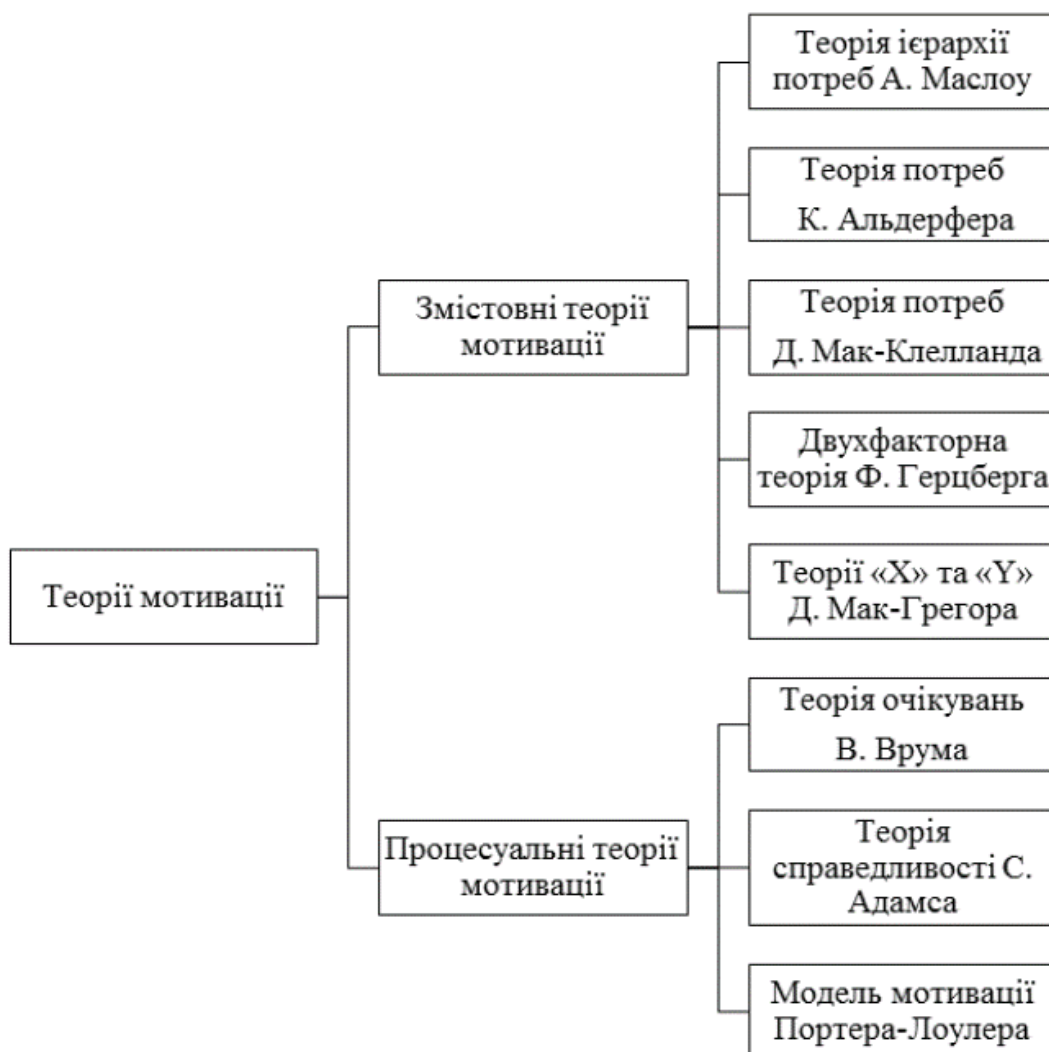 Теорія ієрархії
потреб А. Маслоу
Теорія потреб
К. Альдерфера
Змістовні теорії
мотивації
Теорія потреб
Д. Мак-Клелланда
Двухфакторна
теорія Ф. Герцберга
Теорії мотивації
Теорії «X» та «Y»
Д. Мак-Грегора
Теорія очікувань
В. Врума
Процесуальні теорії
мотивації
Теорія
справедливості С.
Адамса
Модель мотивації
Портера-Лоулера